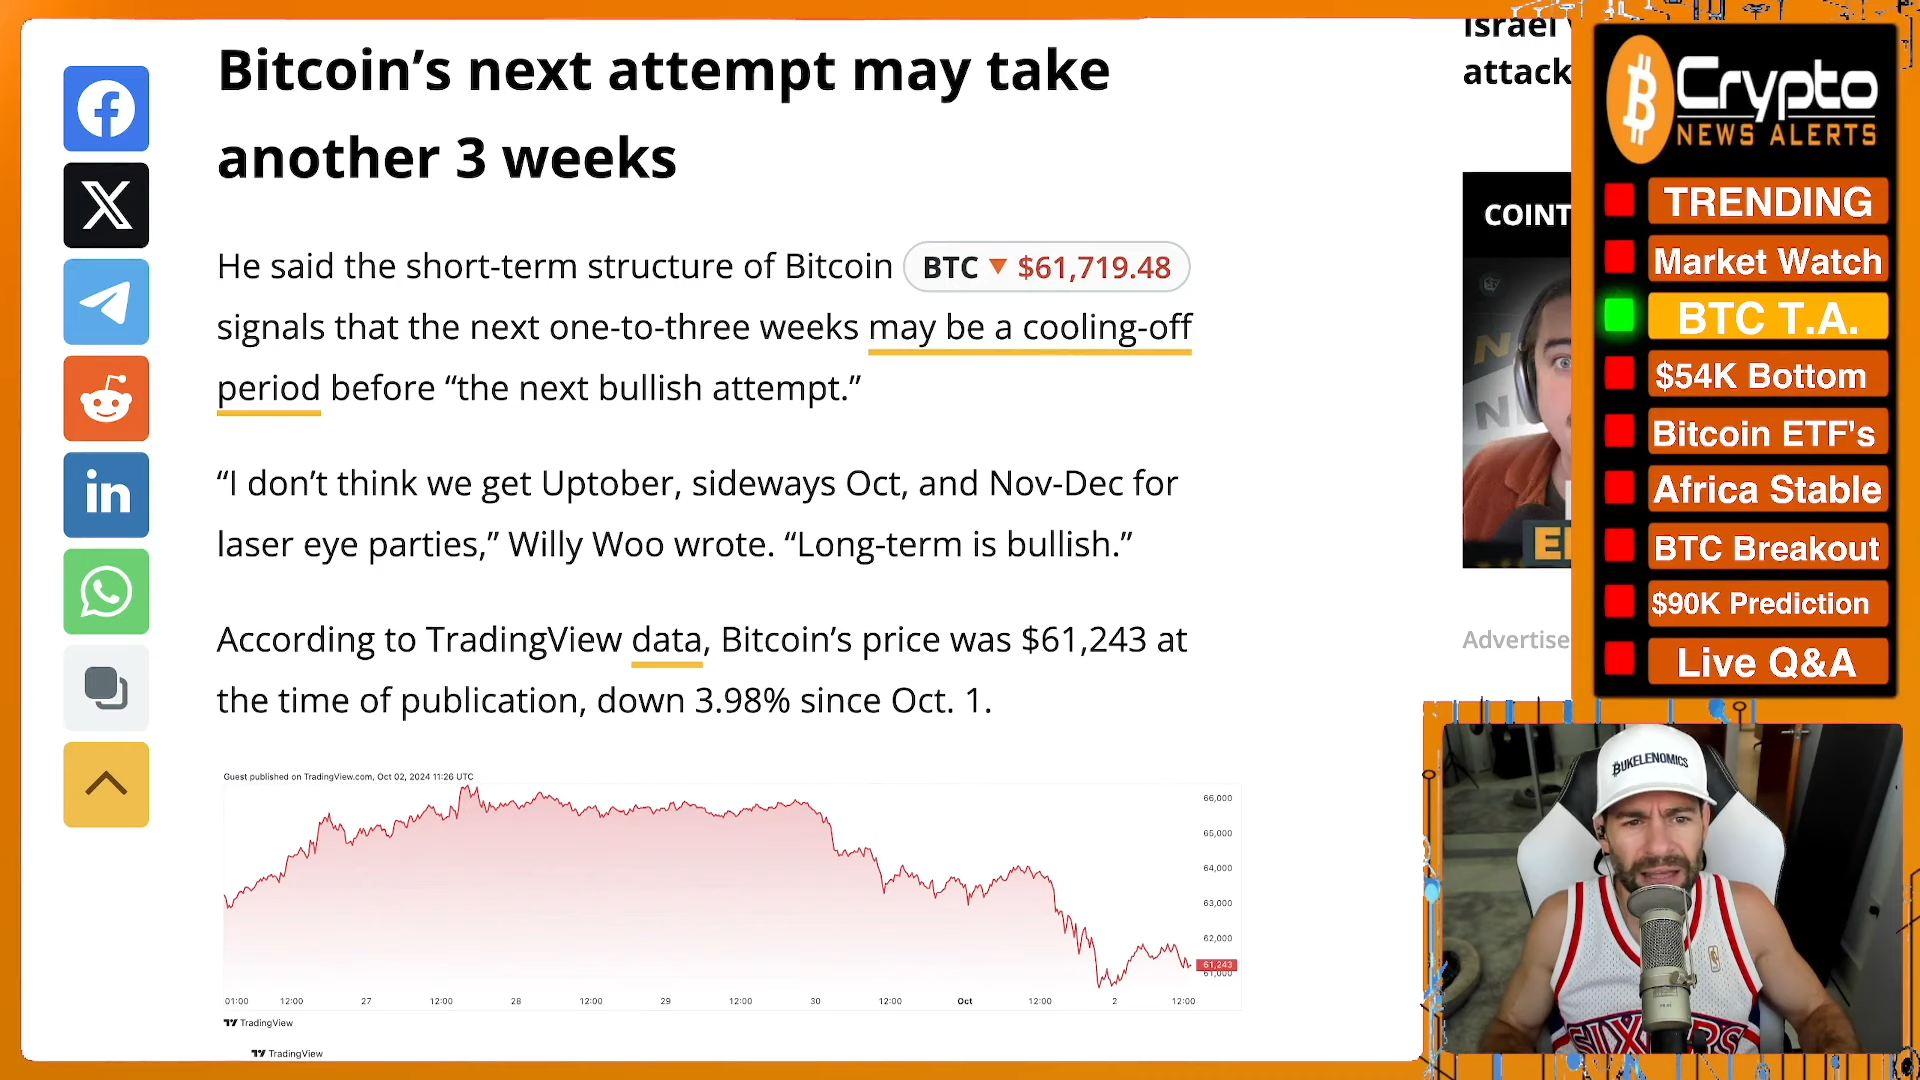 Bitcoin’s next attempt may take
another 3 weeks
He said the short-term structure of Bitcoin BTC ▼ $61,719.48
signals that the next one-to-three weeks may be a cooling-off
period before “the next bullish attempt.”
“I don’t think we get Uptober, sideways Oct, and Nov-Dec for
laser eye parties,” Willy Woo wrote. “Long-term is bullish.”
According to TradingView data, Bitcoin’s price was $61,243 at
the time of publication, down 3.98% since Oct. 1.
Guest published on TradingView.com, Oct 02, 2024 11:26 UTC
66,000
65,000
64,000
63,000
62,000
61,243
61,000
01:00 12:00 27 12:00 28 12:00 29 12:00 30 12:00 Oct 12:00 2 12:00
TradingView
TradingView
Israel
attack
COINT
Advertise
Crypto
NEWS ALERTS
TRENDING
Market Watch
BTC T.A.
$54K Bottom
Bitcoin ETF's
Africa Stable
BTC Breakout
$90K Prediction
Live Q&A
BUKELENOMICS
SIXERS